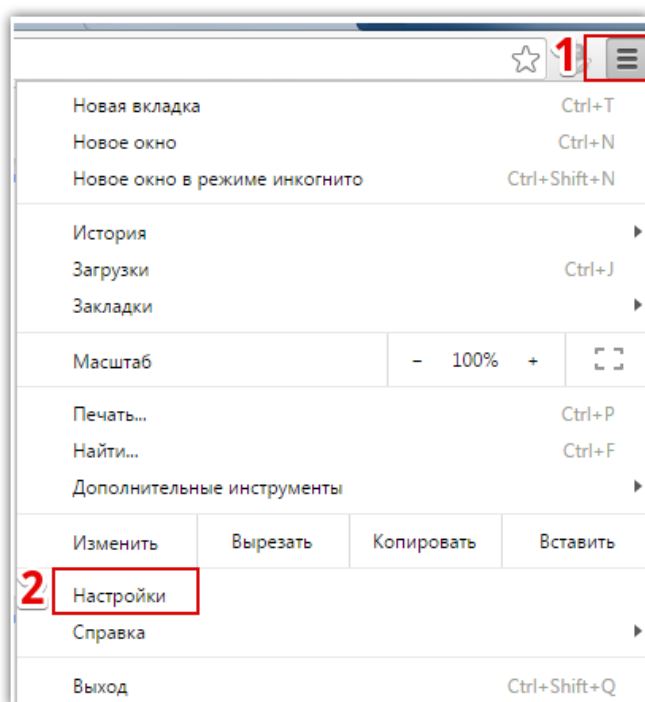 1
Новая вкладка Ctrl+T
Новое окно Ctrl+N
Новое окно в режиме инкогнито Ctrl+Shift+N
История
Загрузки Ctrl+J
Закладки
Масштаб - 100% +
Печать... Ctrl+P
Найти... Ctrl+F
Дополнительные инструменты
Изменить Вырезать Копировать Вставить
2 Настройки
Справка
Выход Ctrl+Shift+Q